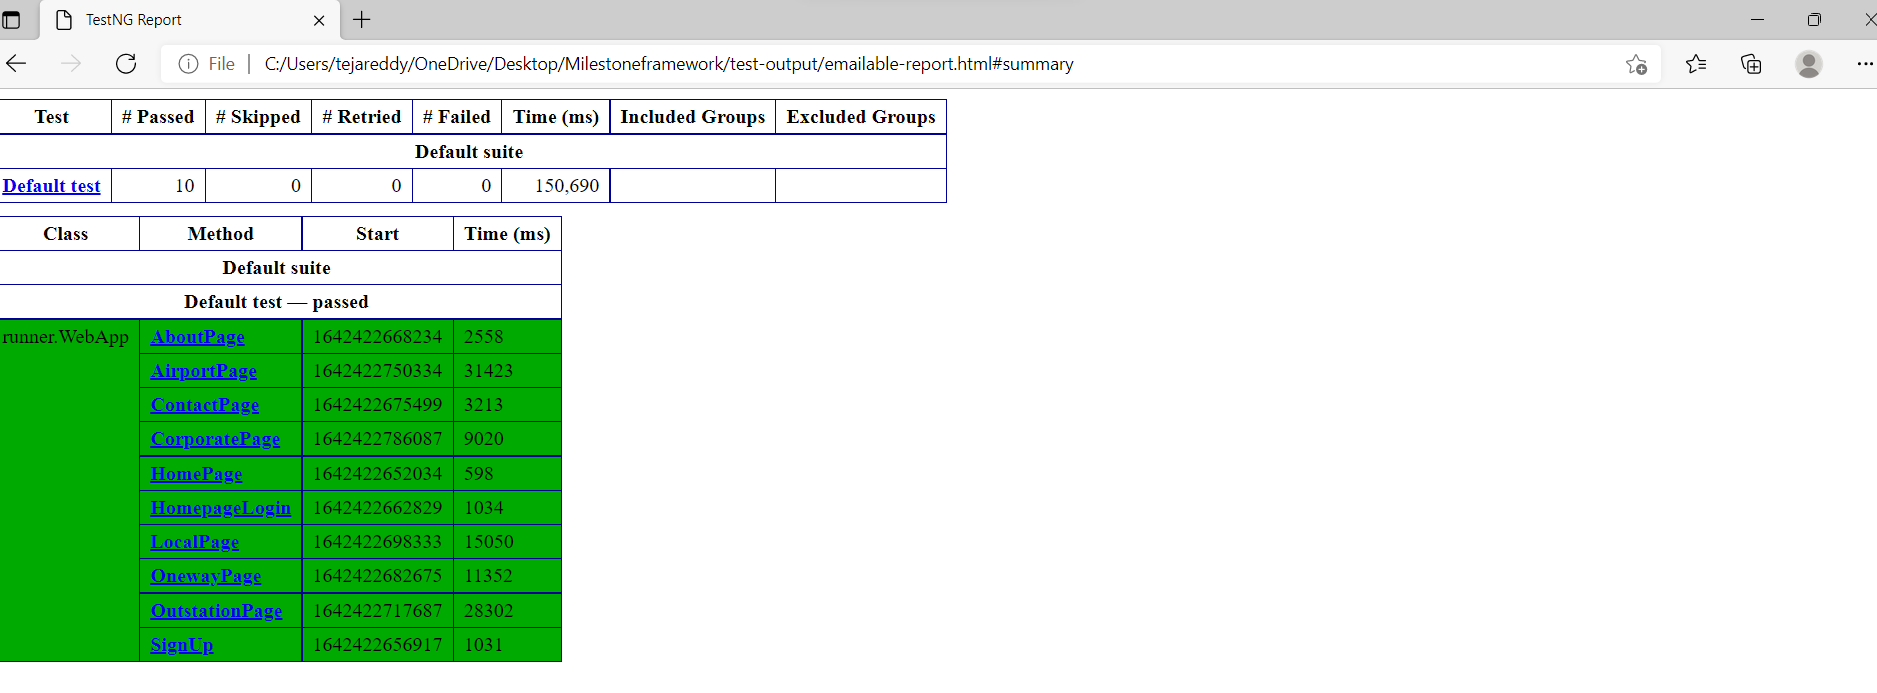 TestNG Report
File C:/Users/tejareddy/OneDrive/Desktop/Milestoneframework/test-output/emailable-report.html#summary
Test # Passed # Skipped # Retried # Failed Time (ms) Included Groups Excluded Groups
Default suite
Default test 10 0 0 0 150,690
Class Method Start Time (ms)
Default suite
Default test — passed
runner.WebApp AboutPage 1642422668234 2558
AirportPage 1642422750334 31423
ContactPage 1642422675499 3213
CorporatePage 1642422786087 9020
HomePage 1642422652034 598
HomepageLogin 1642422662829 1034
LocalPage 1642422698333 15050
OnewayPage 1642422682675 11352
OutstationPage 1642422717687 28302
SignUp 1642422656917 1031